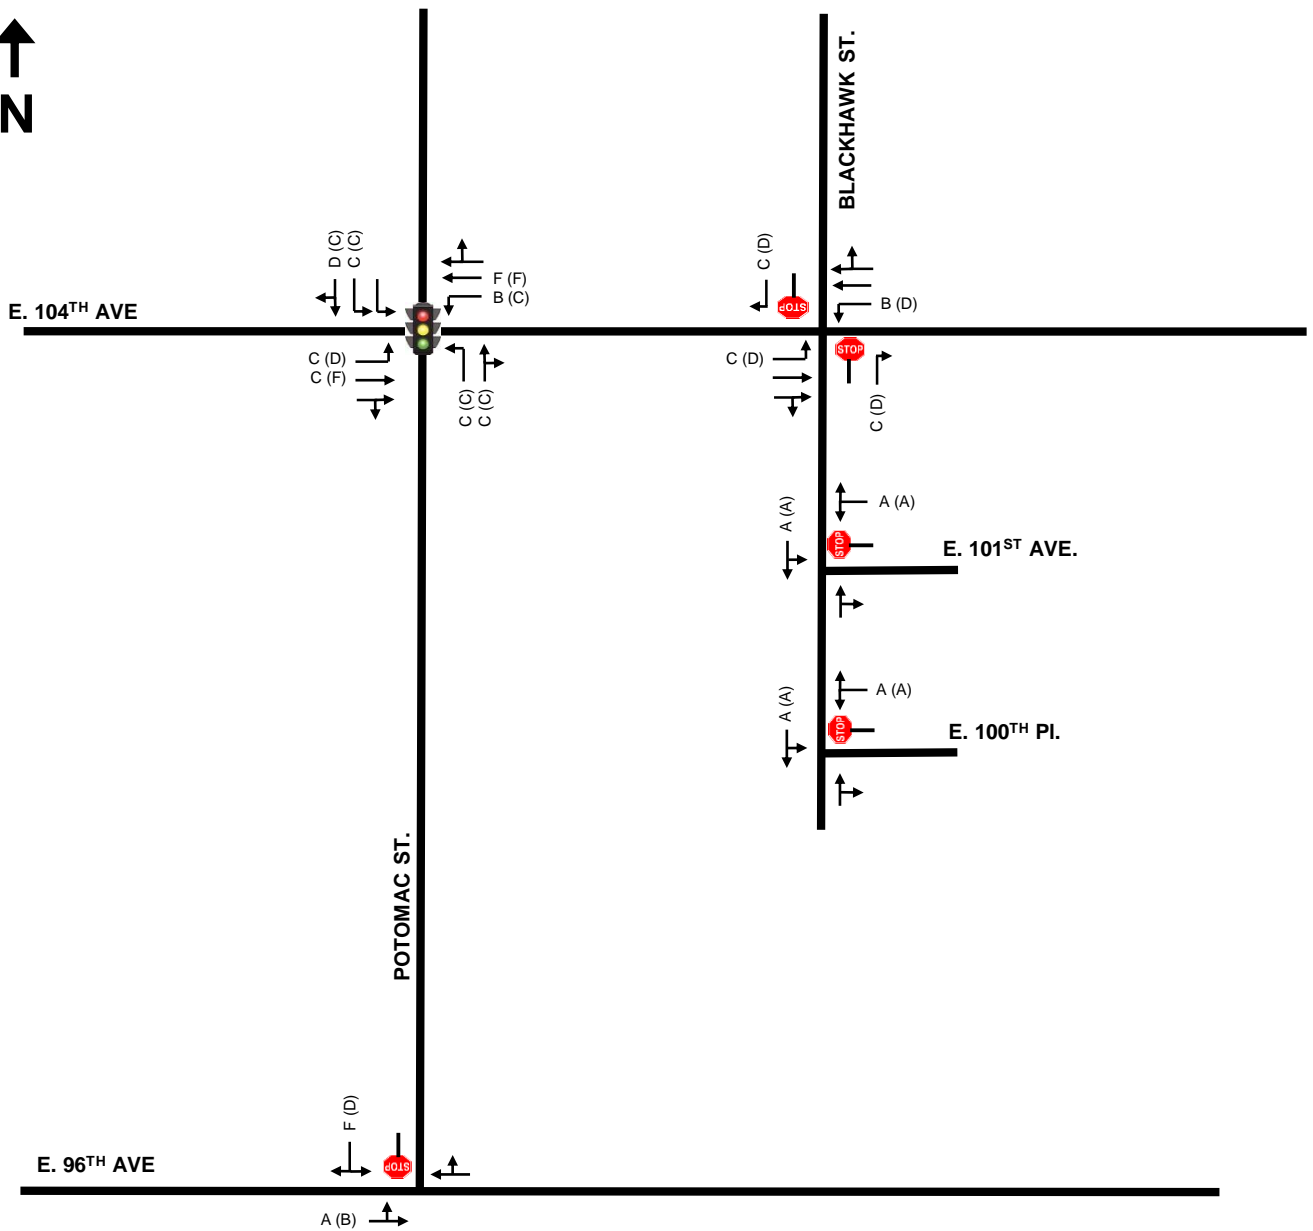 N
BLACKHAWK ST.
D (C)
C (C)
F (F)
B (C)
C (D)
STOP
B (D)
E. 104TH AVE
C (D)
C (F)
C (C)
C (C)
C (D)
STOP
C (D)
A (A)
A (A)
STOP
E. 101ST AVE.
A (A)
A (A)
STOP
E. 100TH Pl.
POTOMAC ST.
F (D)
STOP
E. 96TH AVE
A (B)